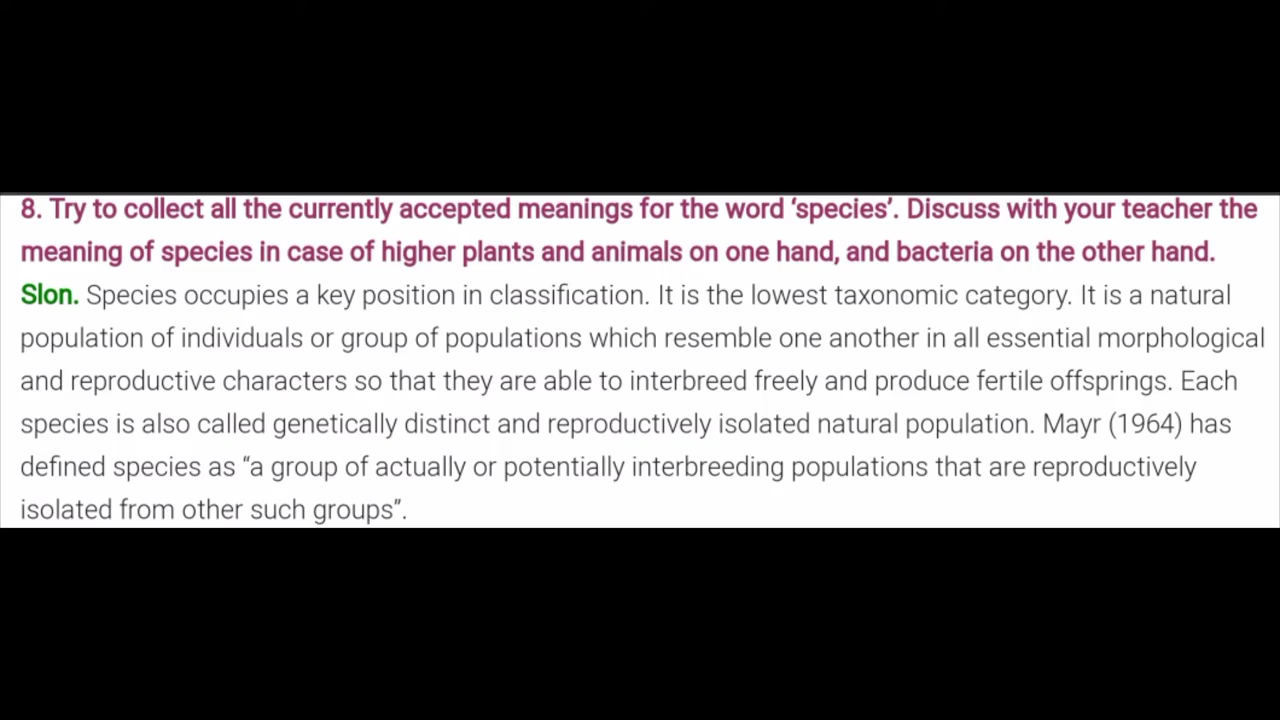 8. Try to collect all the currently accepted meanings for the word ‘species’. Discuss with your teacher the
meaning of species in case of higher plants and animals on one hand, and bacteria on the other hand.
Slon. Species occupies a key position in classification. It is the lowest taxonomic category. It is a natural
population of individuals or group of populations which resemble one another in all essential morphological
and reproductive characters so that they are able to interbreed freely and produce fertile offsprings. Each
species is also called genetically distinct and reproductively isolated natural population. Mayr (1964) has
defined species as “a group of actually or potentially interbreeding populations that are reproductively
isolated from other such groups”.